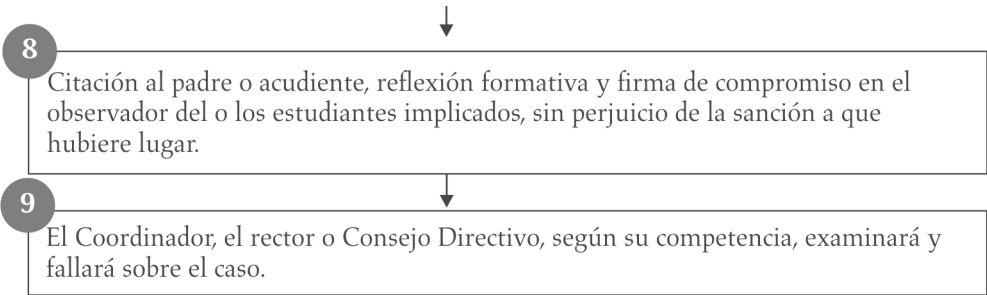 8
Citación al padre o acudiente, reflexión formativa y firma de compromiso en el
observador del o los estudiantes implicados, sin perjuicio de la sanción a que
hubiere lugar.
9
El Coordinador, el rector o Consejo Directivo, según su competencia, examinará y
fallará sobre el caso.